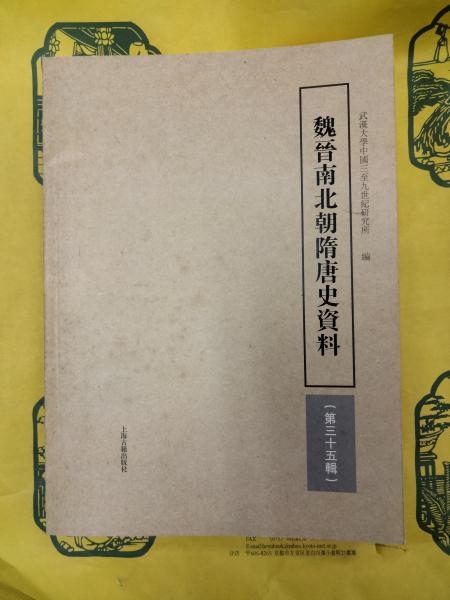 武漢大學中國三至九世紀研究所 編
魏晉南北朝隋唐史資料
(第三十五輯)
上海古籍出版社
FAX